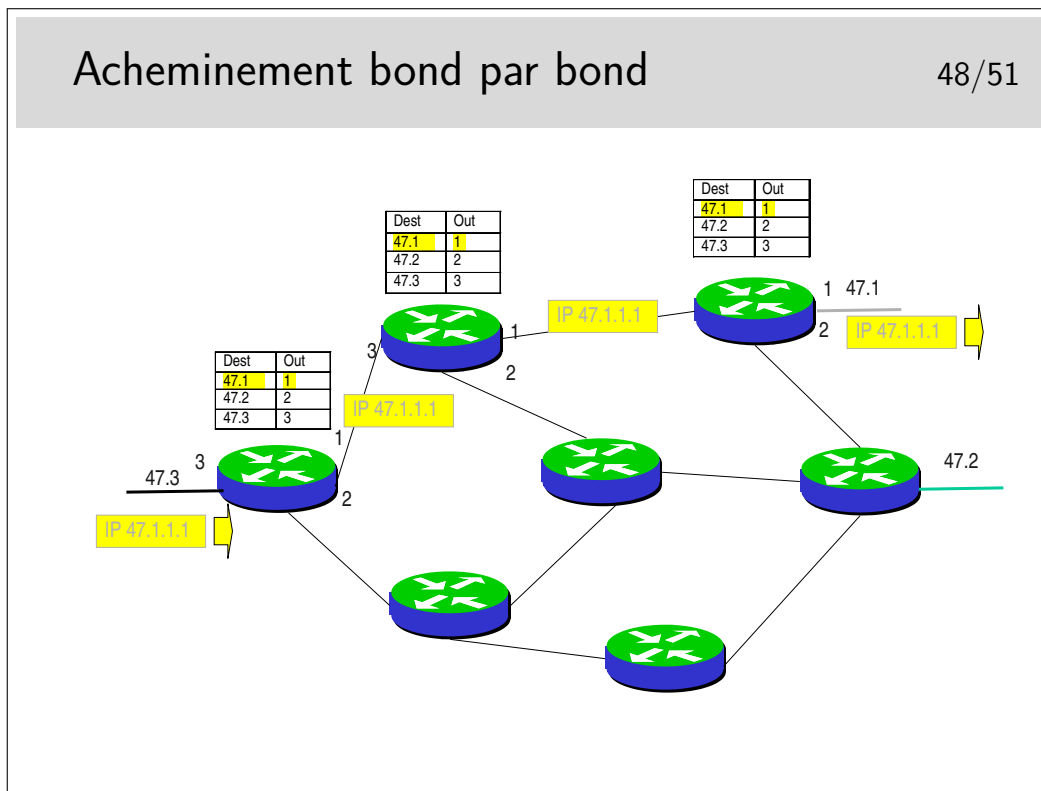 Acheminement bond par bond 48/51
Dest Out
47.1 1
47.2 2
47.3 3
Dest Out
47.1 1
47.2 2
47.3 3
1 47.1
IP 47.1.1.1
2 IP 47.1.1.1
1
3
2
Dest Out
47.1 1
47.2 2
47.3 3
IP 47.1.1.1
1
3
47.3
2
47.2
IP 47.1.1.1